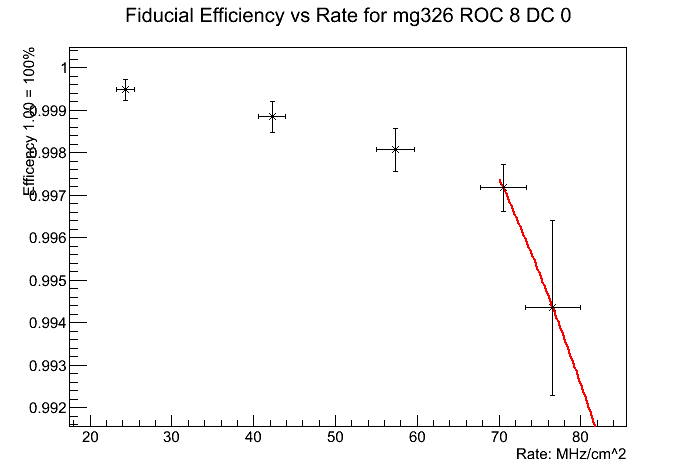 Fiducial Efficiency vs Rate for mg326 ROC 8 DC 0
Efficency 1.00 = 100%
1
0.999
0.998
0.997
0.996
0.995
0.994
0.993
0.992
20 30 40 50 60 70 80
Rate: MHz/cm^2